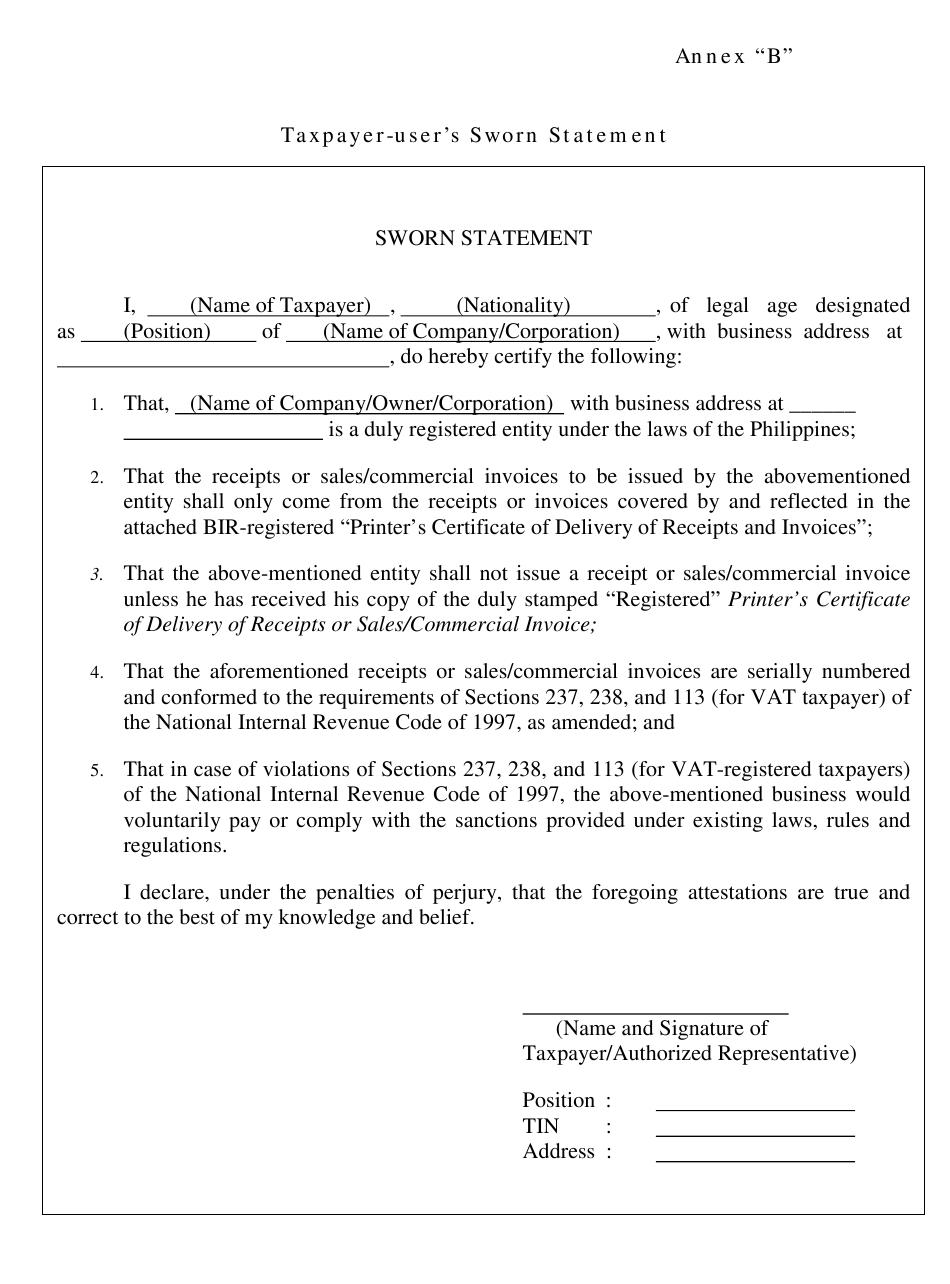 Annex “B”
Taxpayer-user’s Sworn Statement
SWORN STATEMENT
I, (Name of Taxpayer) , (Nationality) , of legal age designated
as (Position) of (Name of Company/Corporation) , with business address at
, do hereby certify the following:
1. That, (Name of Company/Owner/Corporation) with business address at ______
is a duly registered entity under the laws of the Philippines;
2. That the receipts or sales/commercial invoices to be issued by the abovementioned
entity shall only come from the receipts or invoices covered by and reflected in the
attached BIR-registered “Printer’s Certificate of Delivery of Receipts and Invoices”;
3. That the above-mentioned entity shall not issue a receipt or sales/commercial invoice
unless he has received his copy of the duly stamped “Registered” Printer’s Certificate
of Delivery of Receipts or Sales/Commercial Invoice;
4. That the aforementioned receipts or sales/commercial invoices are serially numbered
and conformed to the requirements of Sections 237, 238, and 113 (for VAT taxpayer) of
the National Internal Revenue Code of 1997, as amended; and
5. That in case of violations of Sections 237, 238, and 113 (for VAT-registered taxpayers)
of the National Internal Revenue Code of 1997, the above-mentioned business would
voluntarily pay or comply with the sanctions provided under existing laws, rules and
regulations.
I declare, under the penalties of perjury, that the foregoing attestations are true and
correct to the best of my knowledge and belief.
(Name and Signature of
Taxpayer/Authorized Representative)
Position :
TIN :
Address :